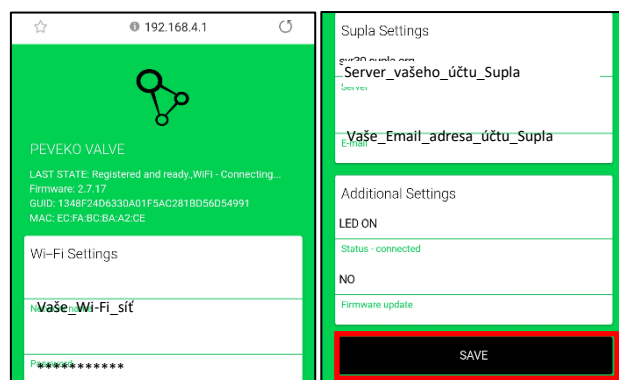 192.168.4.1
PEVEKO VALVE
LAST STATE: Registered and ready.,WiFi - Connecting...
Firmware: 2.7.17
GUID: 1348F24D6330A01F5AC281BD56D54991
MAC: EC:FA:BC:BA:A2:CE
Wi–Fi Settings
Vaše_Wi-Fi_síť
Password
***********
Supla Settings
Server_vašeho_účtu_Supla
Server
Vaše_Email_adresa_účtu_Supla
E-mail
Additional Settings
LED ON
Status - connected
NO
Firmware update
SAVE